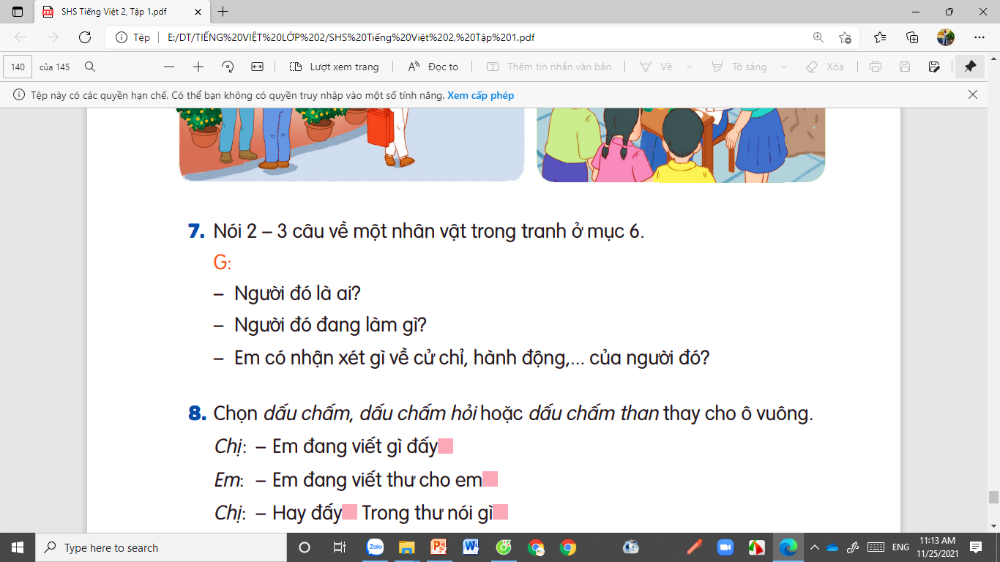 SHS Tiếng Việt 2, Tập 1.pdf
Tệp
E:/DT/TIẾNG%20VIỆT%20LỚP%202/SHS%20Tiếng%20Việt%202,%20Tập%201.pdf
140 của 145
Lượt xem trang
Đọc to
Thêm tin nhắn văn bản
Vẽ
Tô sáng
Xóa
Tệp này có các quyền hạn chế. Có thể bạn không có quyền truy nhập vào một số tính năng. Xem cấp phép
7. Nói 2 – 3 câu về một nhân vật trong tranh ở mục 6.
G:
– Người đó là ai?
– Người đó đang làm gì?
– Em có nhận xét gì về cử chỉ, hành động,... của người đó?
8. Chọn dấu chấm, dấu chấm hỏi hoặc dấu chấm than thay cho ô vuông.
Chị: – Em đang viết gì đấy
Em: – Em đang viết thư cho em
Chị: – Hay đấy Trong thư nói gì
Type here to search
Zalo
ENG
11:13 AM
11/25/2021